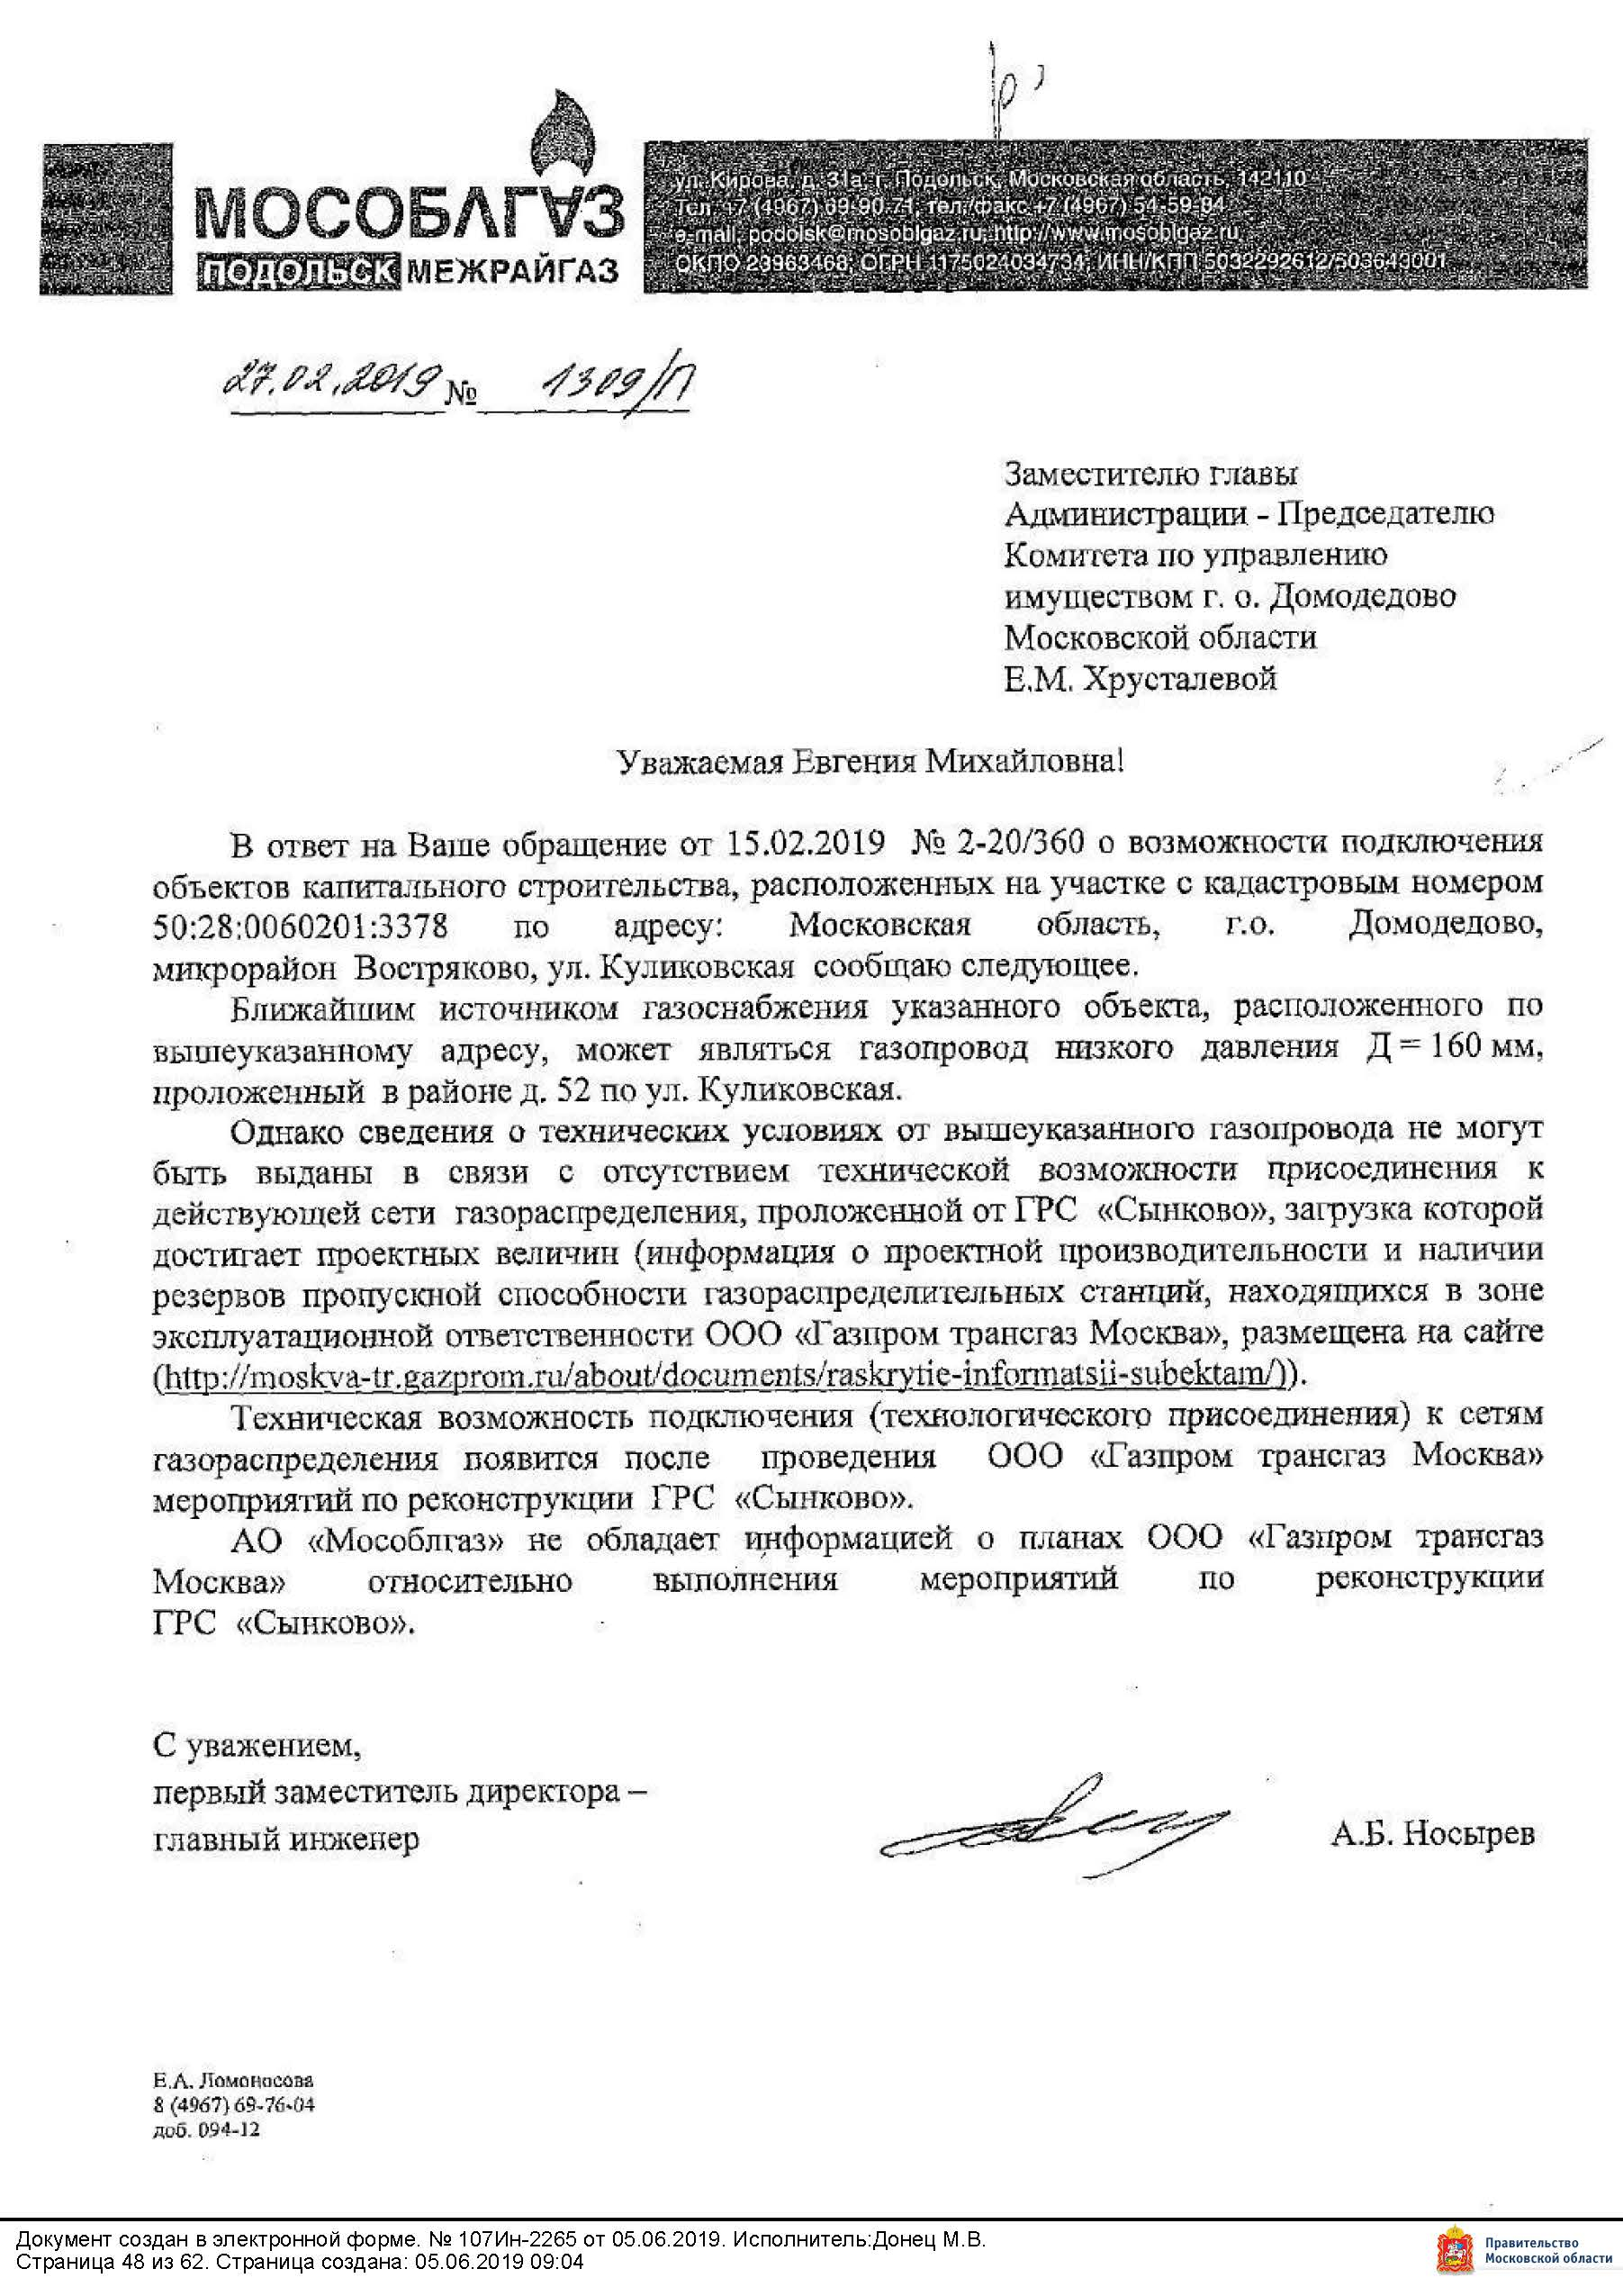 МОСОБЛГАЗ
ПОДОЛЬСК МЕЖРАЙГАЗ
ул. Кирова, д. 31а, г. Подольск, Московская область, 142110
Тел. +7 (4967) 69-90-71, тел./факс +7 (4967) 54-59-94
e-mail: podolsk@mosoblgaz.ru, http://www.mosoblgaz.ru
ОКПО 23963468, ОГРН 1175024034734, ИНН/КПП 5032292612/503643001
27.02.2019 № 1309/П
Заместителю главы
Администрации - Председателю
Комитета по управлению
имуществом г. о. Домодедово
Московской области
Е.М. Хрусталевой
Уважаемая Евгения Михайловна!
В ответ на Ваше обращение от 15.02.2019 № 2-20/360 о возможности подключения
объектов капитального строительства, расположенных на участке с кадастровым номером
50:28:0060201:3378 по адресу: Московская область, г.о. Домодедово,
микрорайон Востряково, ул. Куликовская сообщаю следующее.
Ближайшим источником газоснабжения указанного объекта, расположенного по
вышеуказанному адресу, может являться газопровод низкого давления Д = 160 мм,
проложенный в районе д. 52 по ул. Куликовская.
Однако сведения о технических условиях от вышеуказанного газопровода не могут
быть выданы в связи с отсутствием технической возможности присоединения к
действующей сети газораспределения, проложенной от ГРС «Сынково», загрузка которой
достигает проектных величин (информация о проектной производительности и наличии
резервов пропускной способности газораспределительных станций, находящихся в зоне
эксплуатационной ответственности ООО «Газпром трансгаз Москва», размещена на сайте
(http://moskva-tr.gazprom.ru/about/documents/raskrytie-informatsii-subektam/)).
Техническая возможность подключения (технологического присоединения) к сетям
газораспределения появится после проведения ООО «Газпром трансгаз Москва»
мероприятий по реконструкции ГРС «Сынково».
АО «Мособлгаз» не обладает информацией о планах ООО «Газпром трансгаз
Москва» относительно выполнения мероприятий по реконструкции
ГРС «Сынково».
С уважением,
первый заместитель директора –
главный инженер
А.Б. Носырев
Е.А. Ломоносова
8 (4967) 69-76-04
доб. 094-12
Документ создан в электронной форме. № 107Ин-2265 от 05.06.2019. Исполнитель:Донец М.В.
Страница 48 из 62. Страница создана: 05.06.2019 09:04
Правительство
Московской области